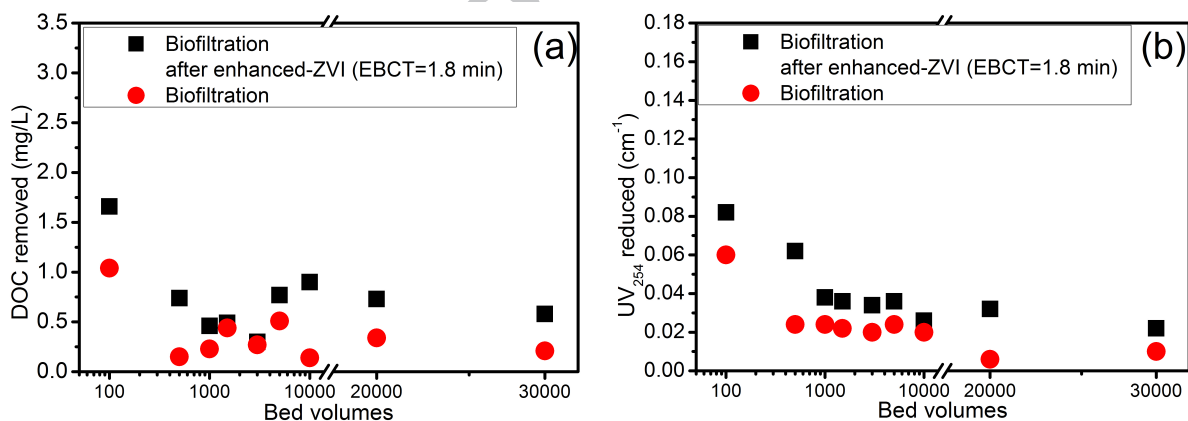 3.5
3.0
2.5
2.0
1.5
1.0
0.5
0.0
DOC removed (mg/L)
Biofiltration
after enhanced-ZVI (EBCT=1.8 min)
Biofiltration
(a)
100 1000 10000 20000 30000
Bed volumes
0.18
0.16
0.14
0.12
0.10
0.08
0.06
0.04
0.02
0.00
UV254 reduced (cm-1)
Biofiltration
after enhanced-ZVI (EBCT=1.8 min)
Biofiltration
(b)
100 1000 10000 20000 30000
Bed volumes